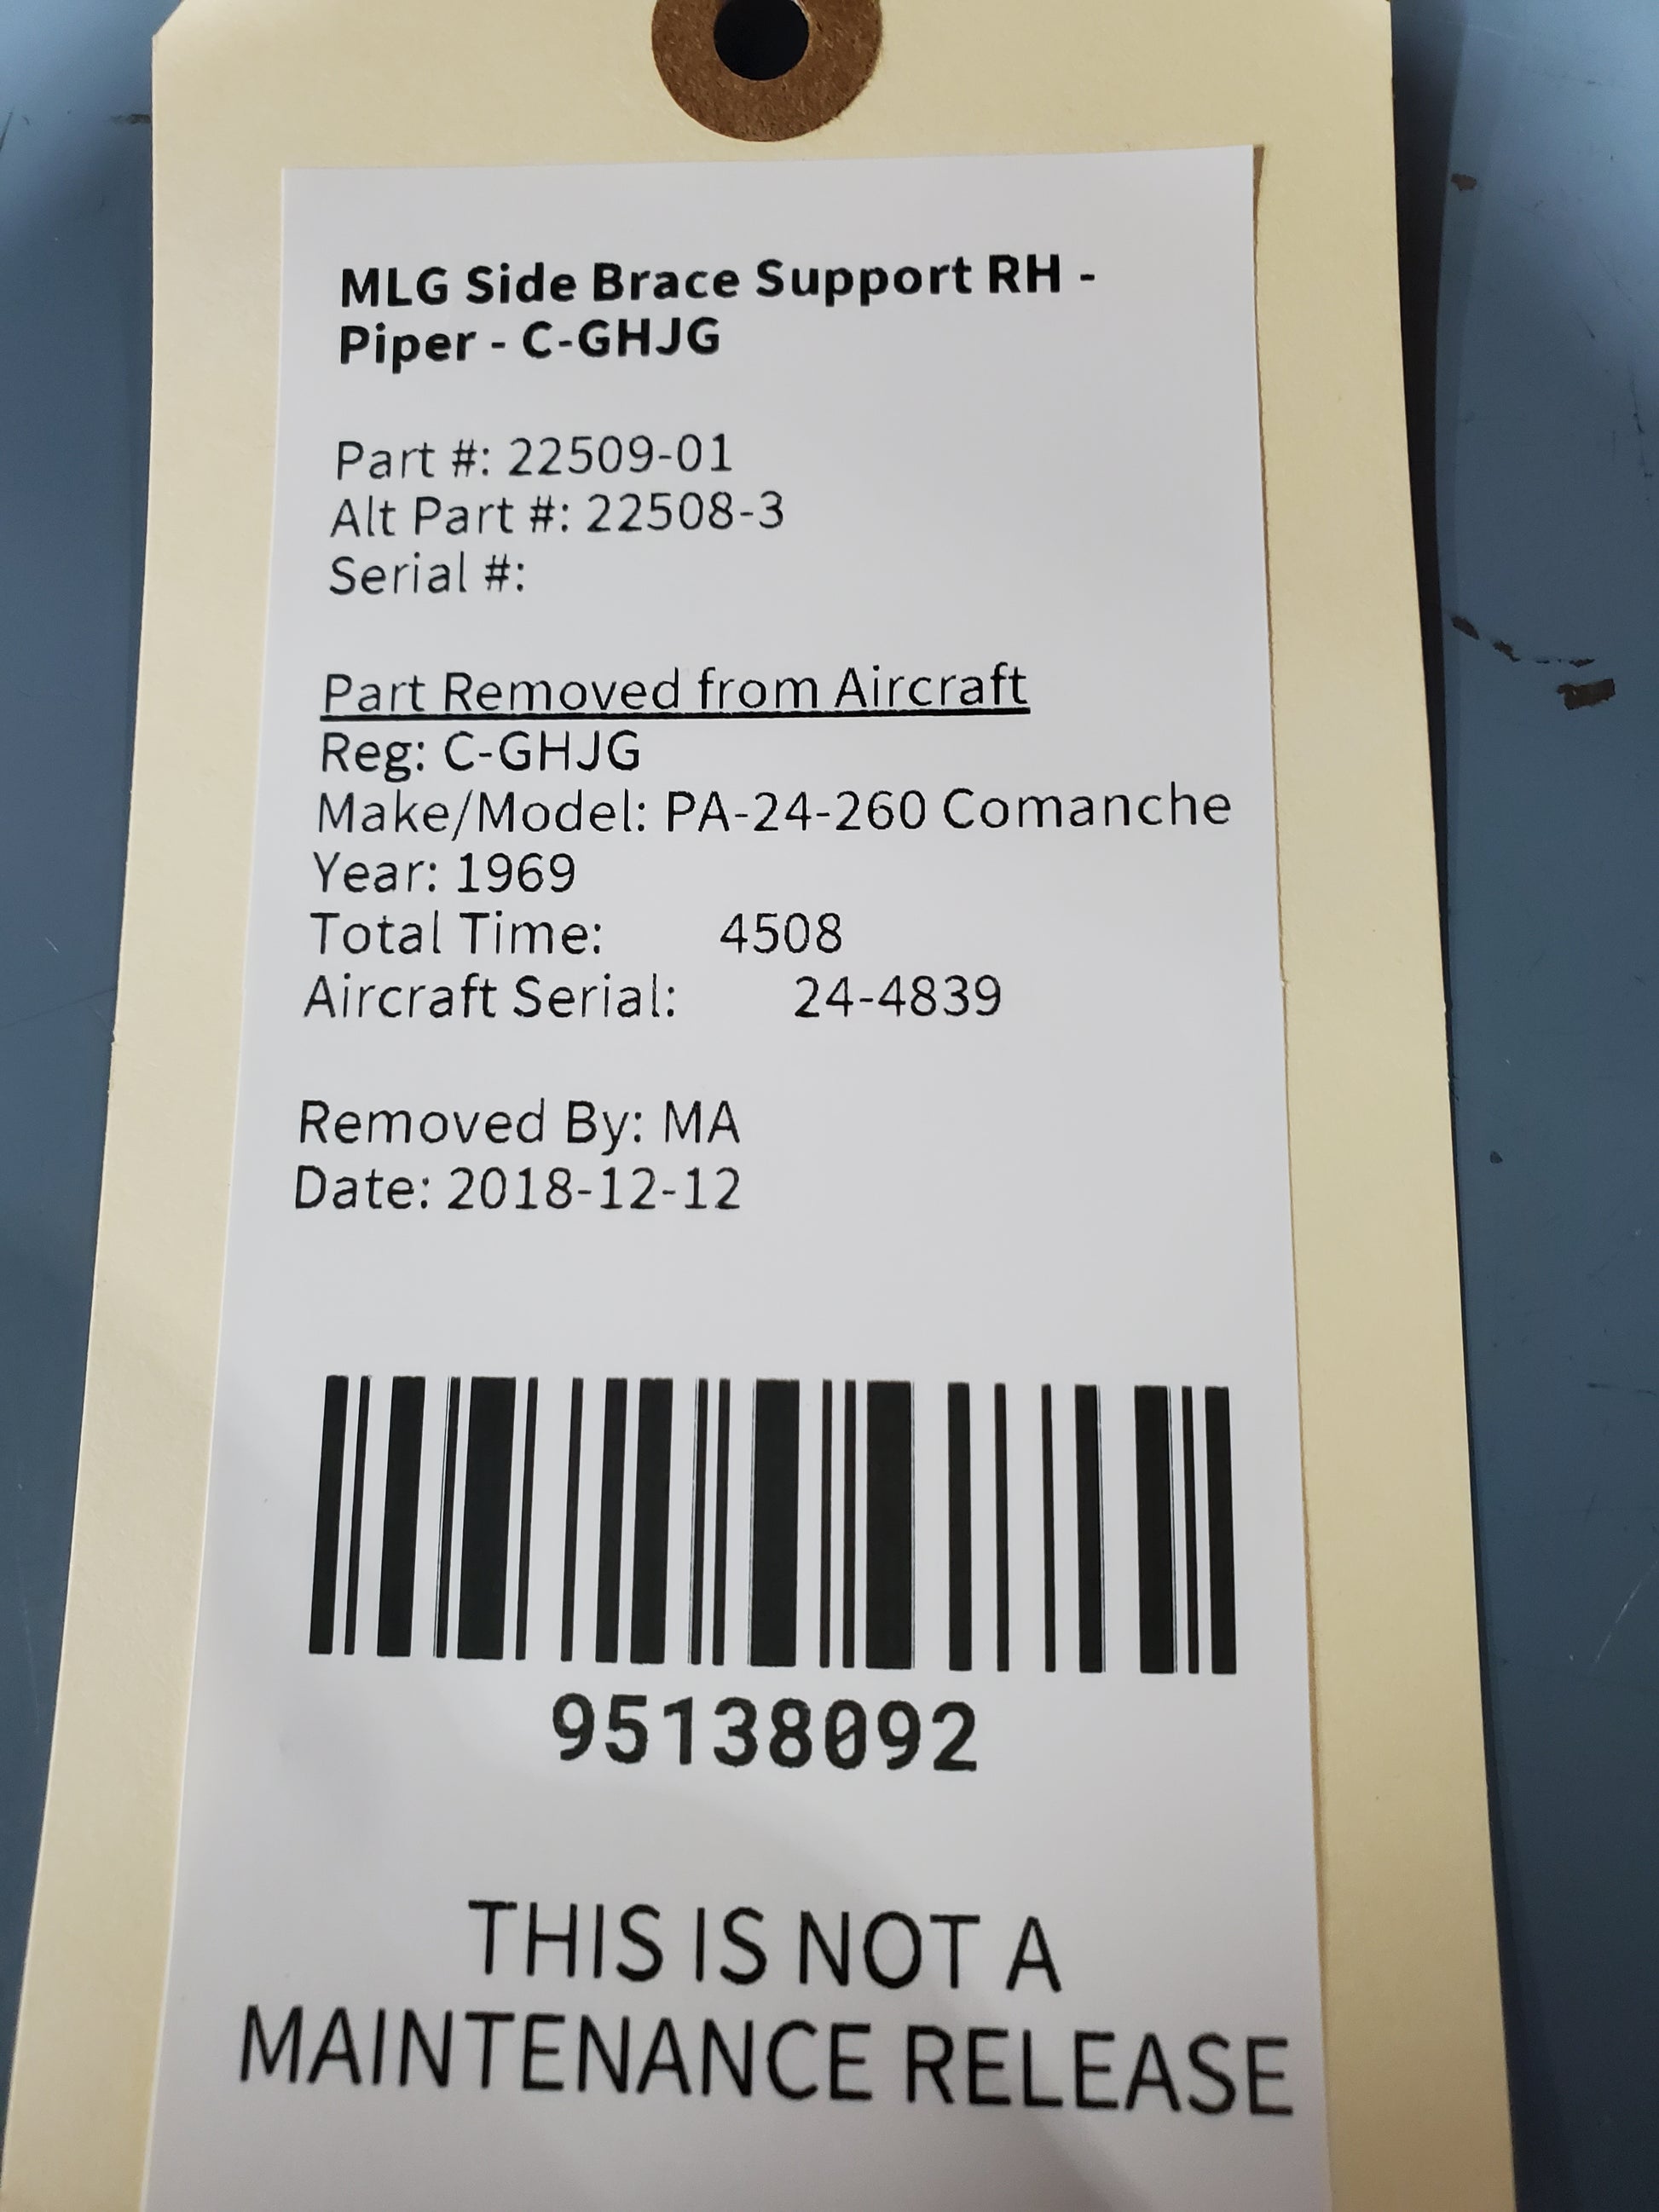 MLG Side Brace Support RH -
Piper - C-GHJG
Part #: 22509-01
Alt Part #: 22508-3
Serial #:
Part Removed from Aircraft
Reg: C-GHJG
Make/Model: PA-24-260 Comanche
Year: 1969
Total Time: 4508
Aircraft Serial: 24-4839
Removed By: MA
Date: 2018-12-12
95138092
THIS IS NOT A
MAINTENANCE RELEASE